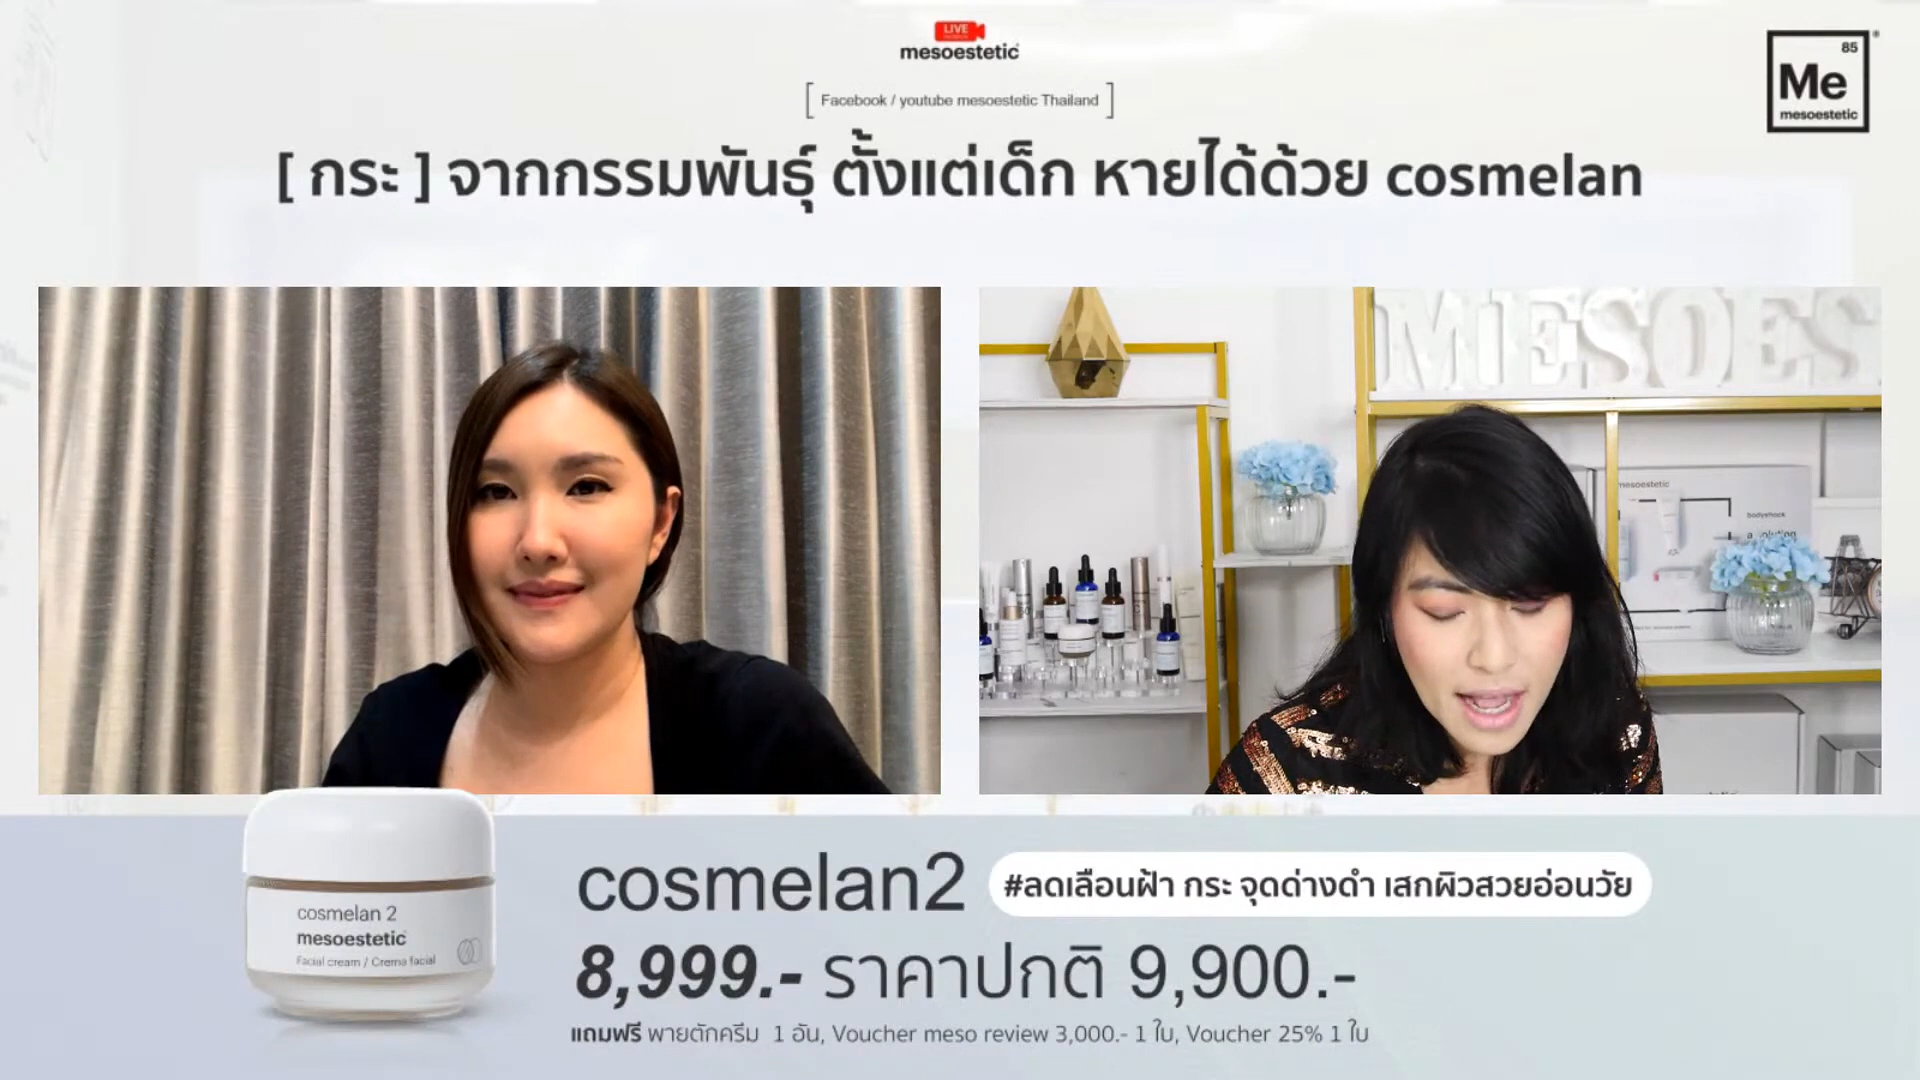 LIVE
mesoestetic
[ Facebook / youtube mesoestetic Thailand ]
85
Me
mesoestetic
[ กระ ] จากกรรมพันธุ์ ตั้งแต่เด็ก หายได้ด้วย cosmelan
MESOES
mesoestetic
bodyshock
a solution
cosmelan 2
mesoestetic
Facial cream / Crema facial
cosmelan2
#ลดเลือนฝ้า กระ จุดด่างดำ เสกผิวสวยอ่อนวัย
8,999.- ราคาปกติ 9,900.-
แถมฟรี พายตักครีม 1 อัน, Voucher meso review 3,000.- 1 ใบ, Voucher 25% 1 ใบ